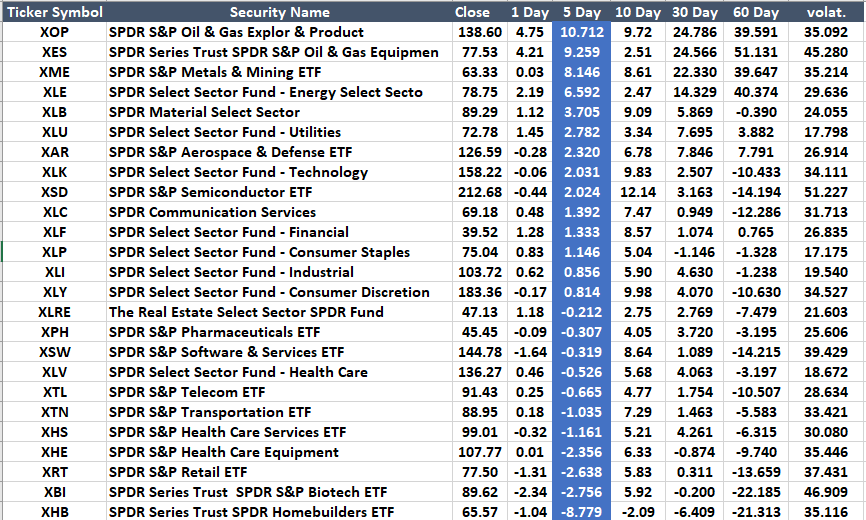 Ticker Symbol Security Name Close 1 Day 5 Day 10 Day 30 Day 60 Day volat.
XOP SPDR S&P Oil & Gas Explor & Product 138.60 4.75 10.712 9.72 24.786 39.591 35.092
XES SPDR Series Trust SPDR S&P Oil & Gas Equipmen 77.53 4.21 9.259 2.51 24.566 51.131 45.280
XME SPDR S&P Metals & Mining ETF 63.33 0.03 8.146 8.61 22.330 39.647 35.214
XLE SPDR Select Sector Fund - Energy Select Secto 78.75 2.19 6.592 2.47 14.329 40.374 29.636
XLB SPDR Material Select Sector 89.29 1.12 3.705 9.09 5.869 -0.390 24.055
XLU SPDR Select Sector Fund - Utilities 72.78 1.45 2.782 3.34 7.695 3.882 17.798
XAR SPDR S&P Aerospace & Defense ETF 126.59 -0.28 2.320 6.78 7.846 7.791 26.914
XLK SPDR Select Sector Fund - Technology 158.22 -0.06 2.031 9.83 2.507 -10.433 34.111
XSD SPDR S&P Semiconductor ETF 212.68 -0.44 2.024 12.14 3.163 -14.194 51.227
XLC SPDR Communication Services 69.18 0.48 1.392 7.47 0.949 -12.286 31.713
XLF SPDR Select Sector Fund - Financial 39.52 1.28 1.333 8.57 1.074 0.765 26.835
XLP SPDR Select Sector Fund - Consumer Staples 75.04 0.83 1.146 5.04 -1.146 -1.328 17.175
XLI SPDR Select Sector Fund - Industrial 103.72 0.62 0.856 5.90 4.630 -1.238 19.540
XLY SPDR Select Sector Fund - Consumer Discretion 183.36 -0.17 0.814 9.98 4.070 -10.630 34.527
XLRE The Real Estate Select Sector SPDR Fund 47.13 1.18 -0.212 2.75 2.769 -7.479 21.603
XPH SPDR S&P Pharmaceuticals ETF 45.45 -0.09 -0.307 4.05 3.720 -3.195 25.606
XSW SPDR S&P Software & Services ETF 144.78 -1.64 -0.319 8.64 1.089 -14.215 39.429
XLV SPDR Select Sector Fund - Health Care 136.27 0.46 -0.526 5.68 4.063 -3.197 18.672
XTL SPDR S&P Telecom ETF 91.43 0.25 -0.665 4.77 1.754 -10.507 28.634
XTN SPDR S&P Transportation ETF 88.95 0.18 -1.035 7.29 1.463 -5.583 33.421
XHS SPDR S&P Health Care Services ETF 99.01 -0.32 -1.161 5.21 4.261 -6.315 30.080
XHE SPDR S&P Health Care Equipment 107.77 0.01 -2.356 6.33 -0.874 -9.740 35.446
XRT SPDR S&P Retail ETF 77.50 -1.31 -2.638 5.83 0.311 -13.659 37.431
XBI SPDR Series Trust SPDR S&P Biotech ETF 89.62 -2.34 -2.756 5.92 -0.200 -22.185 46.909
XHB SPDR Series Trust SPDR Homebuilders ETF 65.57 -1.04 -8.779 -2.09 -6.409 -21.313 35.116